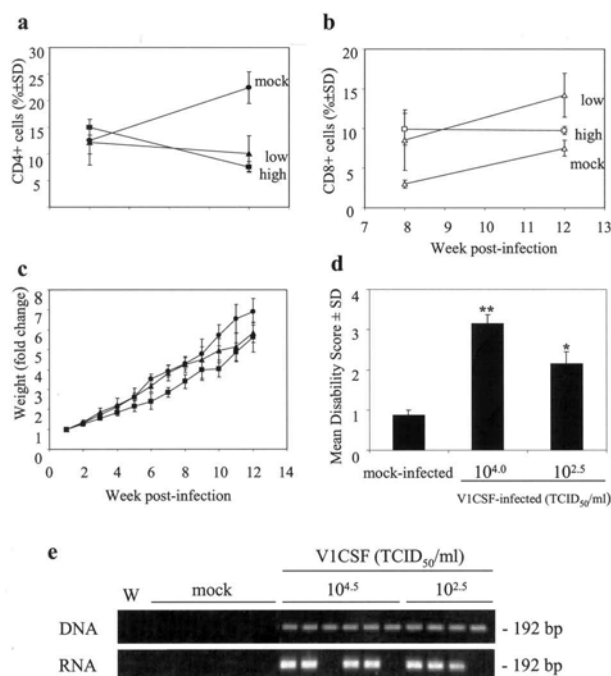 a
CD4+ cells (%±SD)
25
20
15
10
5
mock
low
high
b
CD8+ cells (%±SD)
20
15
10
5
0
low
high
mock
7 8 9 10 11 12 13
Week post-infection
c
Weight (fold change)
8
7
6
5
4
3
2
1
0 2 4 6 8 10 12 14
Week post-infection
d
Mean Disability Score ± SD
4
3
2
1
0
**
*
mock-infected
10^4.0
10^2.5
V1CSF-infected (TCID50/ml)
e
V1CSF (TCID50/ml)
W mock 10^4.5 10^2.5
DNA - 192 bp
RNA - 192 bp